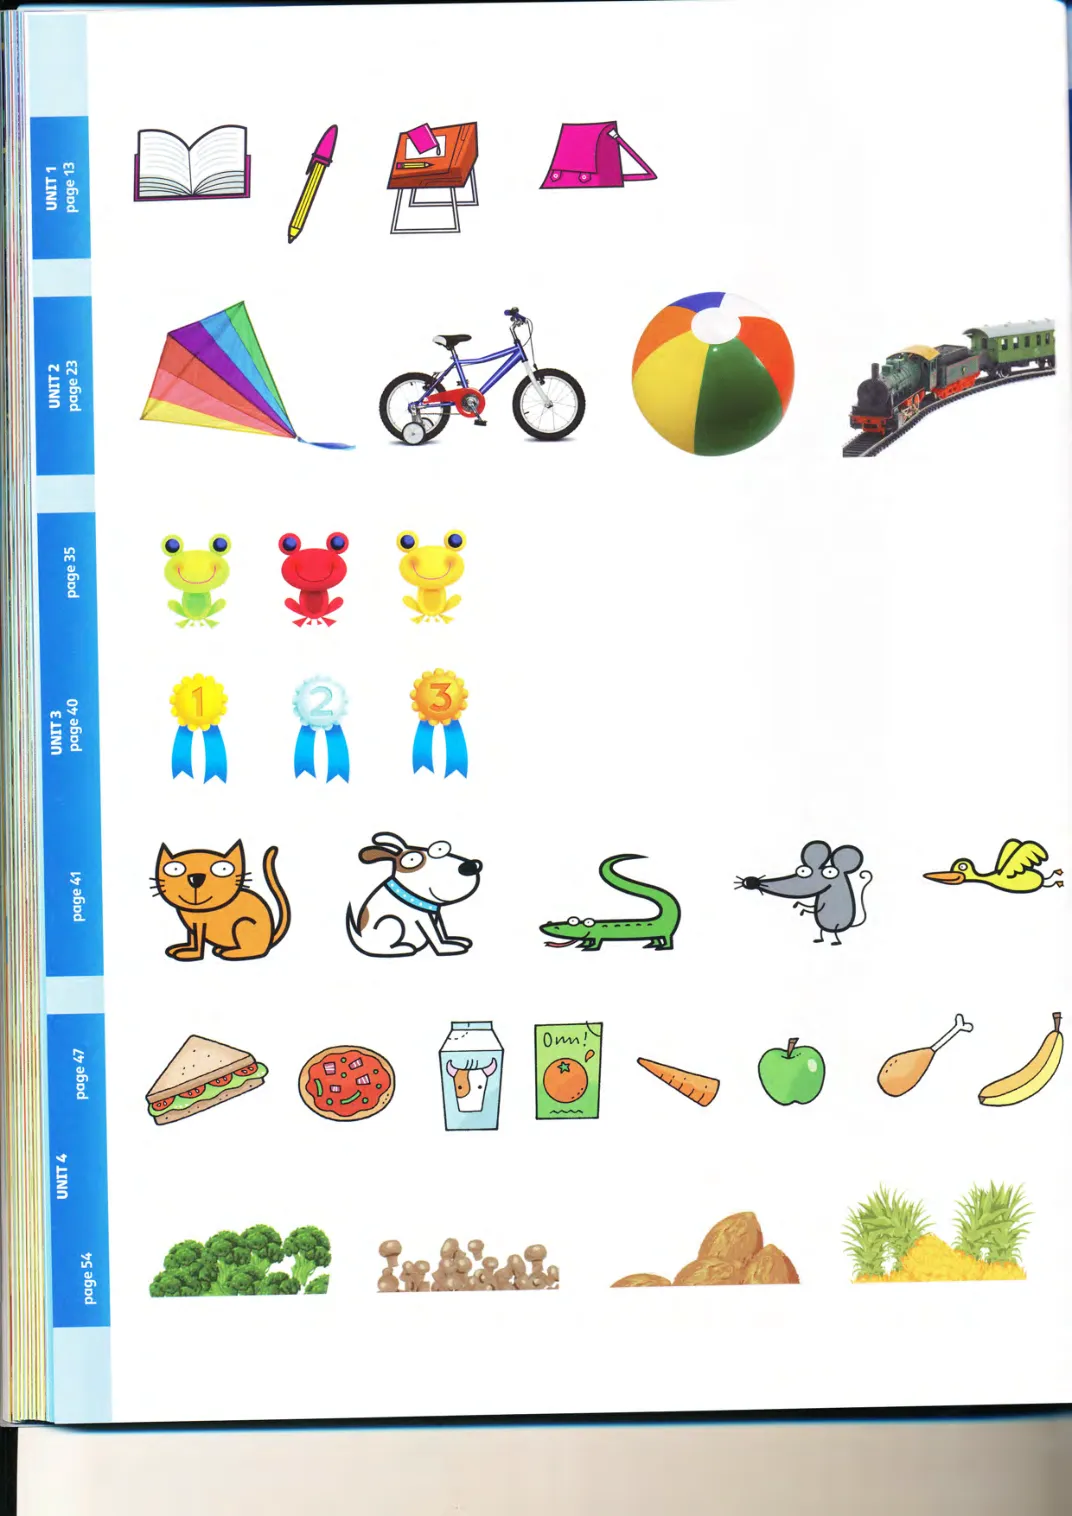 UNIT 1
page 13
UNIT 2
page 23
page 35
UNIT 3
page 40
1
2
3
page 41
page 47
Omn!
UNIT 4
page 54